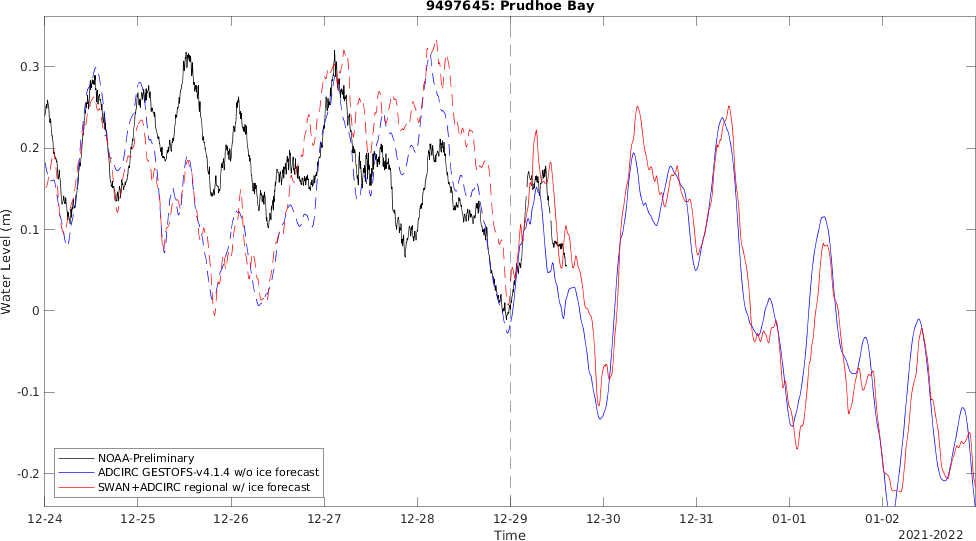 9497645: Prudhoe Bay
0.3
0.2
0.1
0
-0.1
-0.2
Water Level (m)
NOAA-Preliminary
ADCIRC GESTOFS-v4.1.4 w/o ice forecast
SWAN+ADCIRC regional w/ ice forecast
12-24 12-25 12-26 12-27 12-28 12-29 12-30 12-31 01-01 01-02
Time
2021-2022